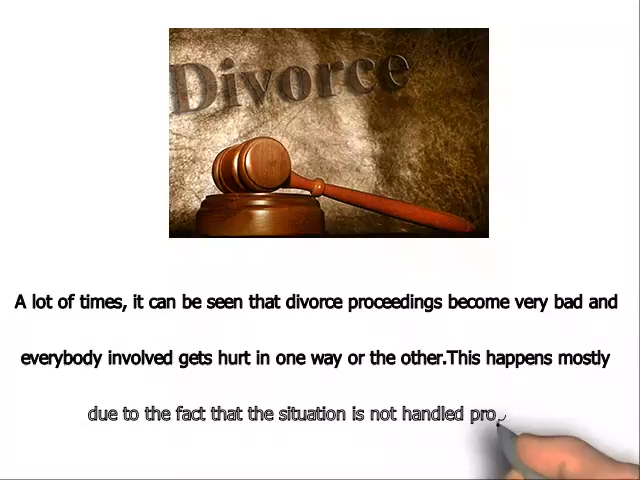 Divorce
A lot of times, it can be seen that divorce proceedings become very bad and
everybody involved gets hurt in one way or the other.This happens mostly
due to the fact that the situation is not handled pro